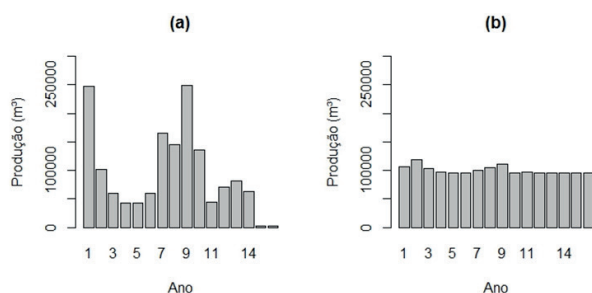 (a)
Produção (m³)
0 100000 250000
1 3 5 7 9 11 14
Ano
(b)
Produção (m³)
0 100000 250000
1 3 5 7 9 11 14
Ano